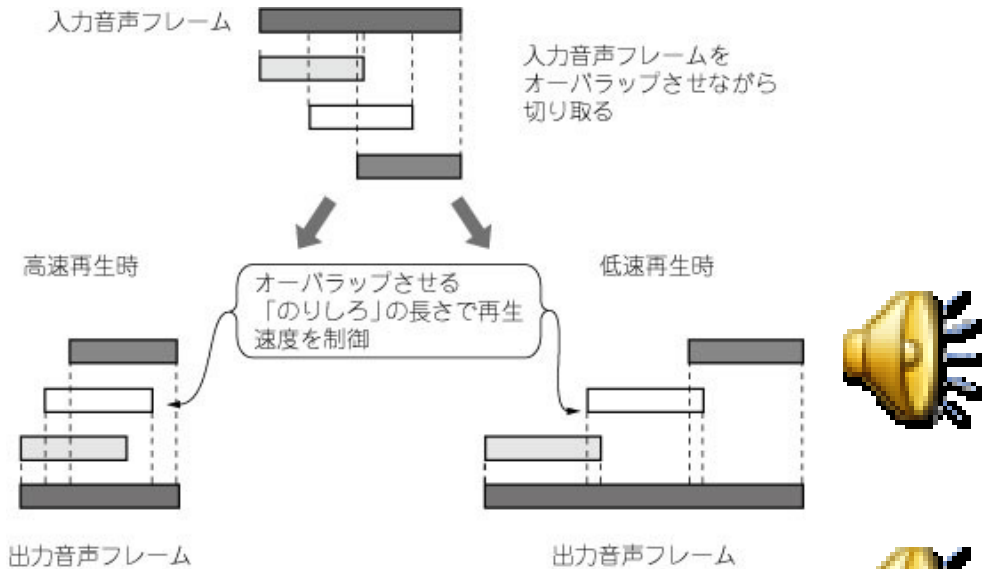 入力音声フレーム
入力音声フレームを
オーバラップさせながら
切り取る
高速再生時
低速再生時
オーバラップさせる
「のりしろ」の長さで再生
速度を制御
出力音声フレーム
出力音声フレーム